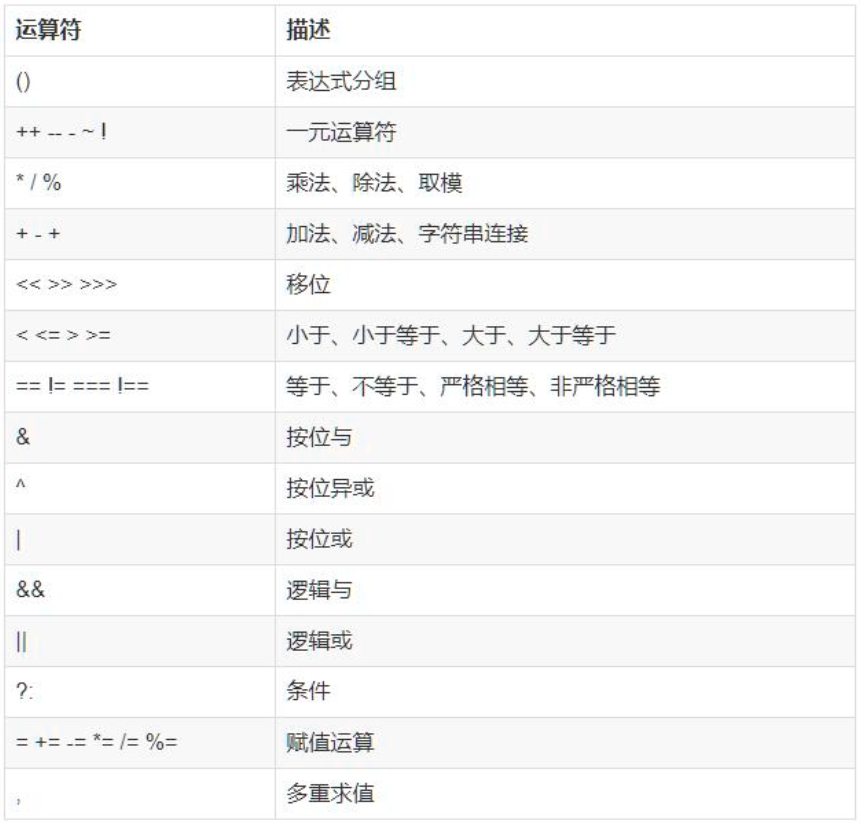 运算符 描述
() 表达式分组
++ -- - ~ ! 一元运算符
* / % 乘法、除法、取模
+ - + 加法、减法、字符串连接
<< >> >>> 移位
< <= > >= 小于、小于等于、大于、大于等于
== != === !== 等于、不等于、严格相等、非严格相等
& 按位与
^ 按位异或
| 按位或
&& 逻辑与
|| 逻辑或
?: 条件
= += -= *= /= %= 赋值运算
, 多重求值